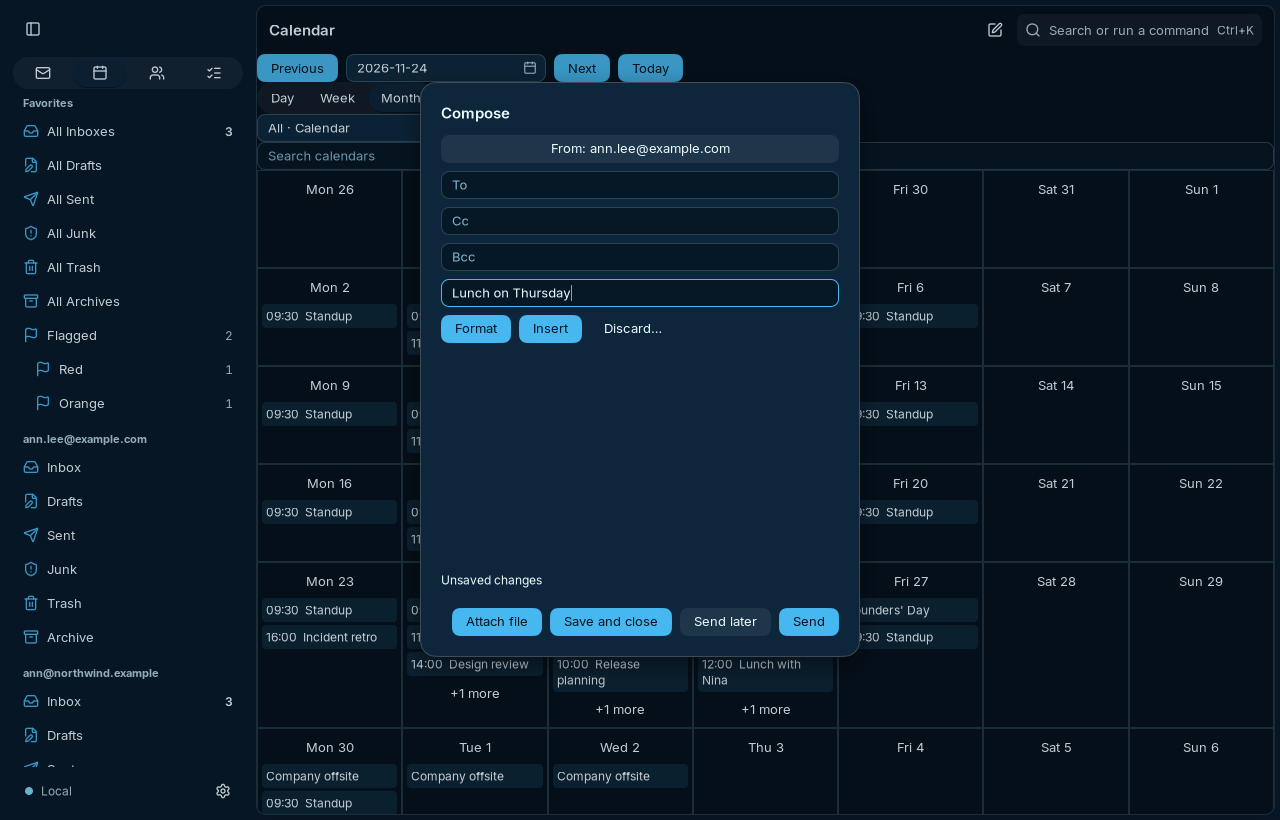 Calendar
Search or run a command Ctrl+K
Previous
2026-11-24
Next
Today
Day
Week
Month
All · Calendar
Search calendars
Favorites
All Inboxes 3
All Drafts
All Sent
All Junk
All Trash
All Archives
Flagged 2
Red 1
Orange 1
ann.lee@example.com
Inbox
Drafts
Sent
Junk
Trash
Archive
ann@northwind.example
Inbox 3
Drafts
Local
Compose
From: ann.lee@example.com
To
Cc
Bcc
Lunch on Thursday
Format
Insert
Discard...
Unsaved changes
Attach file
Save and close
Send later
Send
Mon 26
Fri 30
Sat 31
Sun 1
Mon 2
09:30 Standup
Fri 6
Standup
Sat 7
Sun 8
Mon 9
09:30 Standup
Fri 13
Standup
Sat 14
Sun 15
Mon 16
09:30 Standup
Fri 20
Standup
Sat 21
Sun 22
Mon 23
09:30 Standup
16:00 Incident retro
14:00 Design review
+1 more
10:00 Release
planning
+1 more
12:00 Lunch with
Nina
+1 more
Fri 27
Day
Standup
Sat 28
Sun 29
Mon 30
Company offsite
09:30 Standup
Tue 1
Company offsite
Wed 2
Company offsite
Thu 3
Fri 4
Sat 5
Sun 6